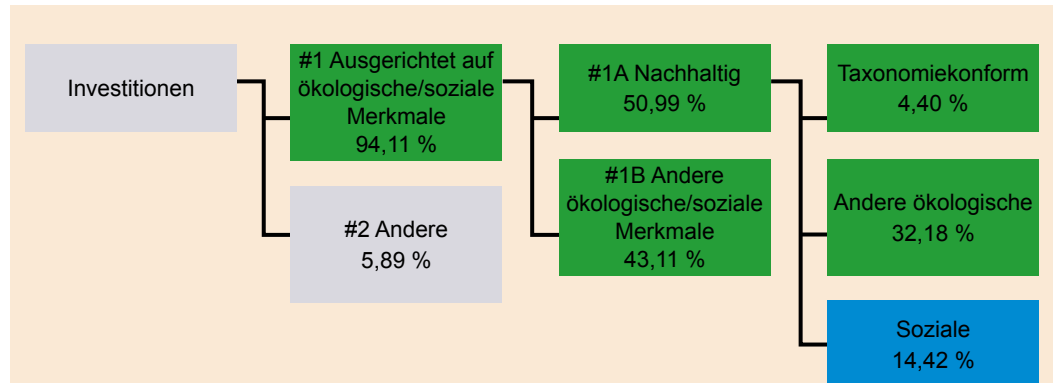 Investitionen
#1 Ausgerichtet auf
ökologische/soziale
Merkmale
94,11 %
#2 Andere
5,89 %
#1A Nachhaltig
50,99 %
#1B Andere
ökologische/soziale
Merkmale
43,11 %
Taxonomiekonform
4,40 %
Andere ökologische
32,18 %
Soziale
14,42 %